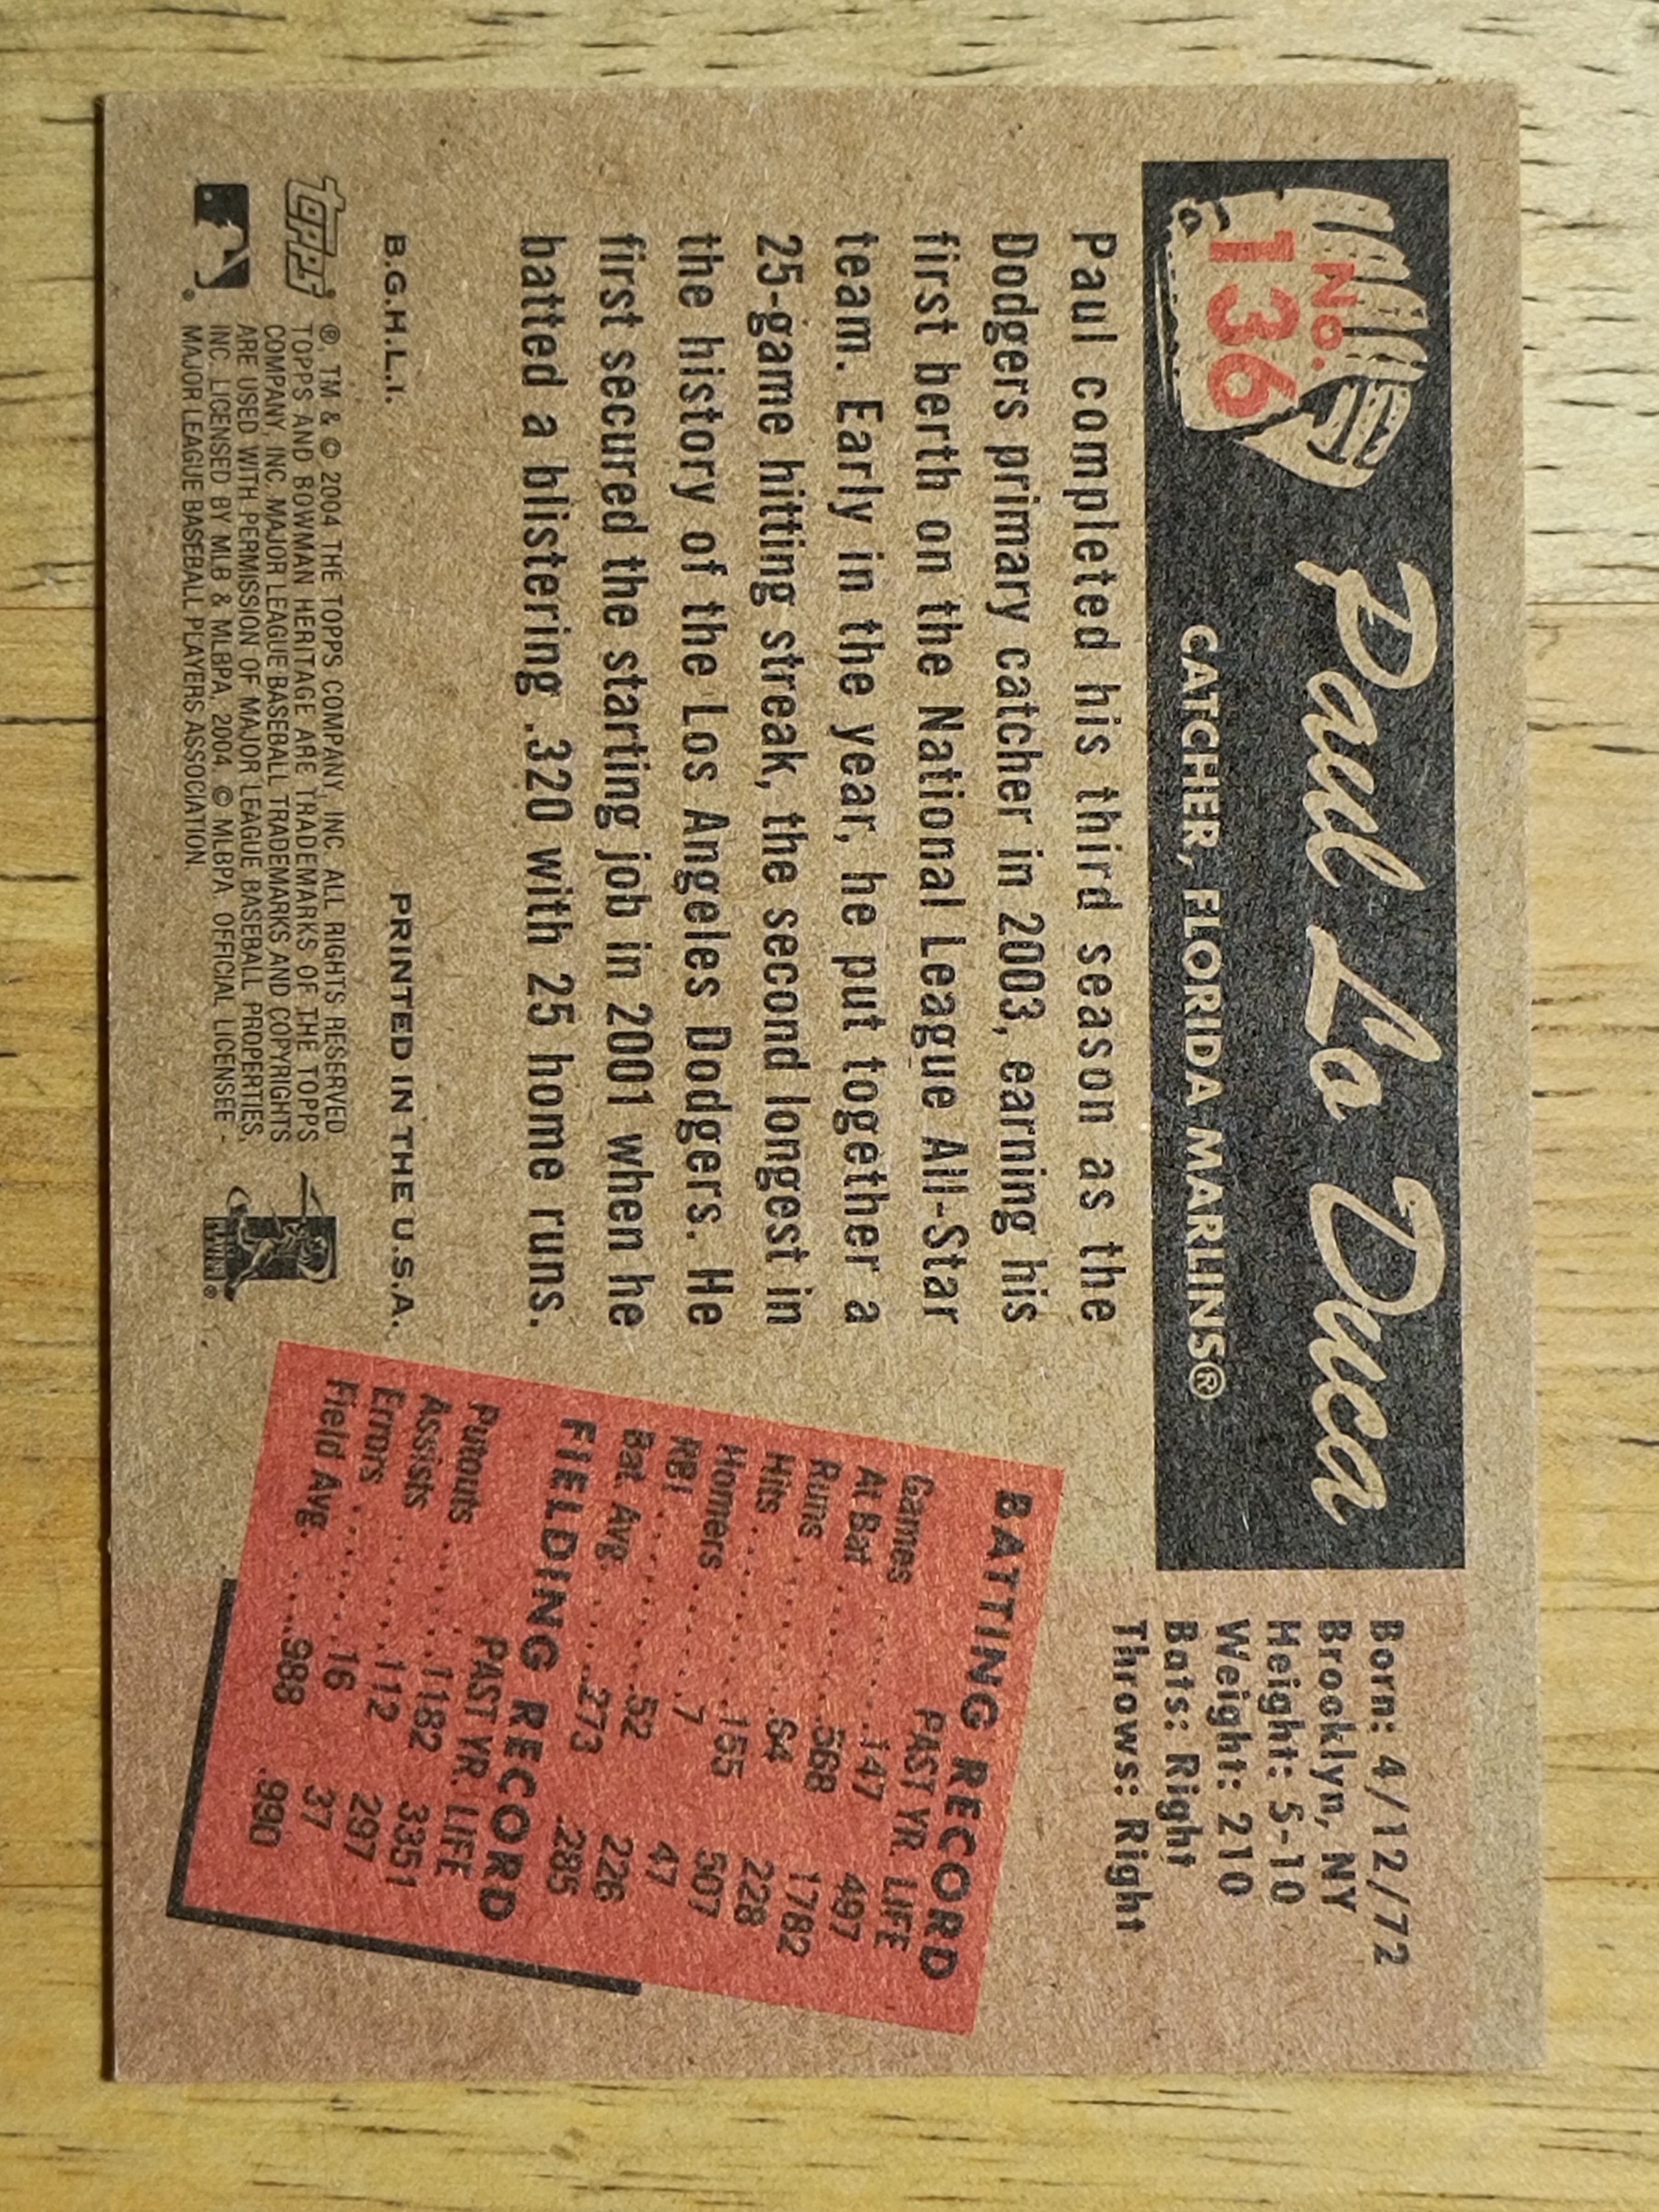 No.
136
Paul Lo Duca
CATCHER, FLORIDA MARLINS®
Born: 4/12/72
Brooklyn, NY
Height: 5-10
Weight: 210
Bats: Right
Throws: Right
Paul completed his third season as the
Dodgers primary catcher in 2003, earning his
first berth on the National League All-Star
team. Early in the year, he put together a
25-game hitting streak, the second longest in
the history of the Los Angeles Dodgers. He
first secured the starting job in 2001 when he
batted a blistering .320 with 25 home runs.
BATTING RECORD
PAST YR. LIFE
Games ........147 497
At Bat ........568 1782
Runs ........64 228
Hits ........155 507
Homers ........7 47
RBI ........52 226
Bat. Avg. .....273 .285
FIELDING RECORD
PAST YR. LIFE
Putouts ......1182 3351
Assists ......112 297
Errors ......16 37
Field Avg. .....988 .990
B.G.H.L.I. PRINTED IN THE U.S.A.
topps®
®, TM & © 2004 THE TOPPS COMPANY, INC. ALL RIGHTS RESERVED.
TOPPS AND BOWMAN HERITAGE ARE TRADEMARKS OF THE TOPPS
COMPANY, INC. MAJOR LEAGUE BASEBALL TRADEMARKS AND COPYRIGHTS
ARE USED WITH PERMISSION OF MAJOR LEAGUE BASEBALL PROPERTIES,
INC. LICENSED BY MLB & MLBPA, 2004. © MLBPA. OFFICIAL LICENSEE -
MAJOR LEAGUE BASEBALL PLAYERS ASSOCIATION.